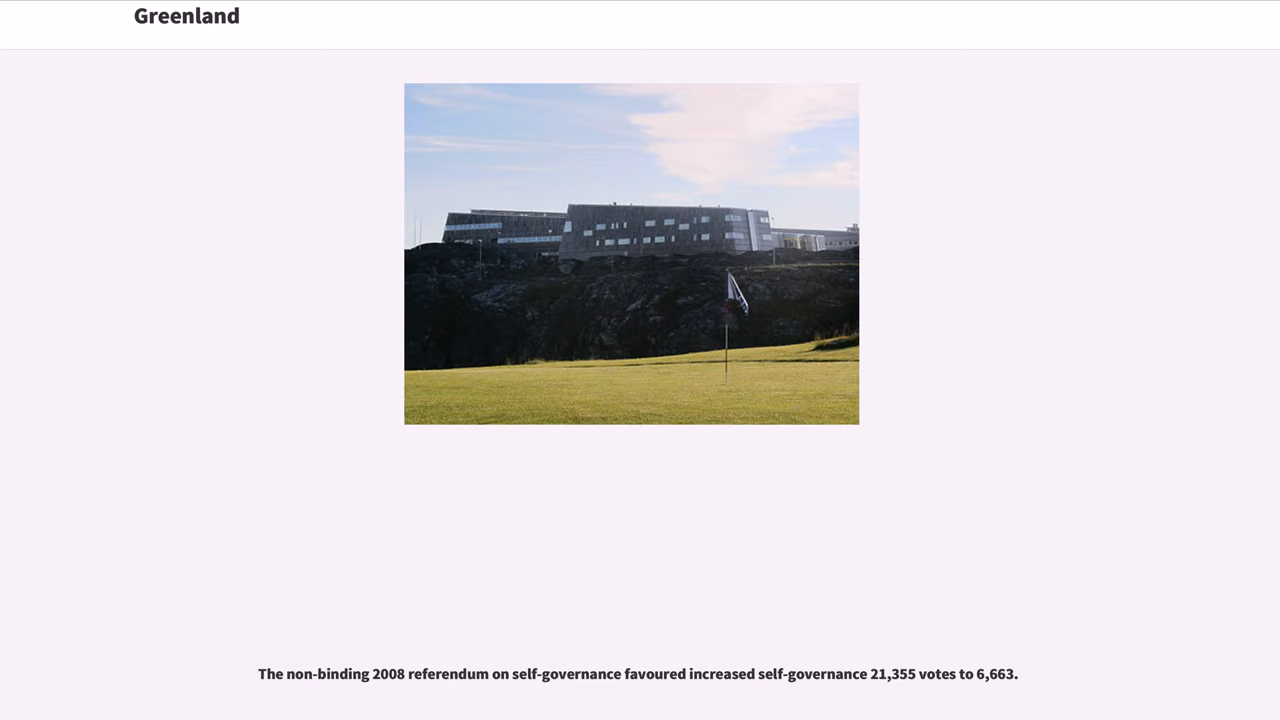 Greenland
The non-binding 2008 referendum on self-governance favoured increased self-governance 21,355 votes to 6,663.